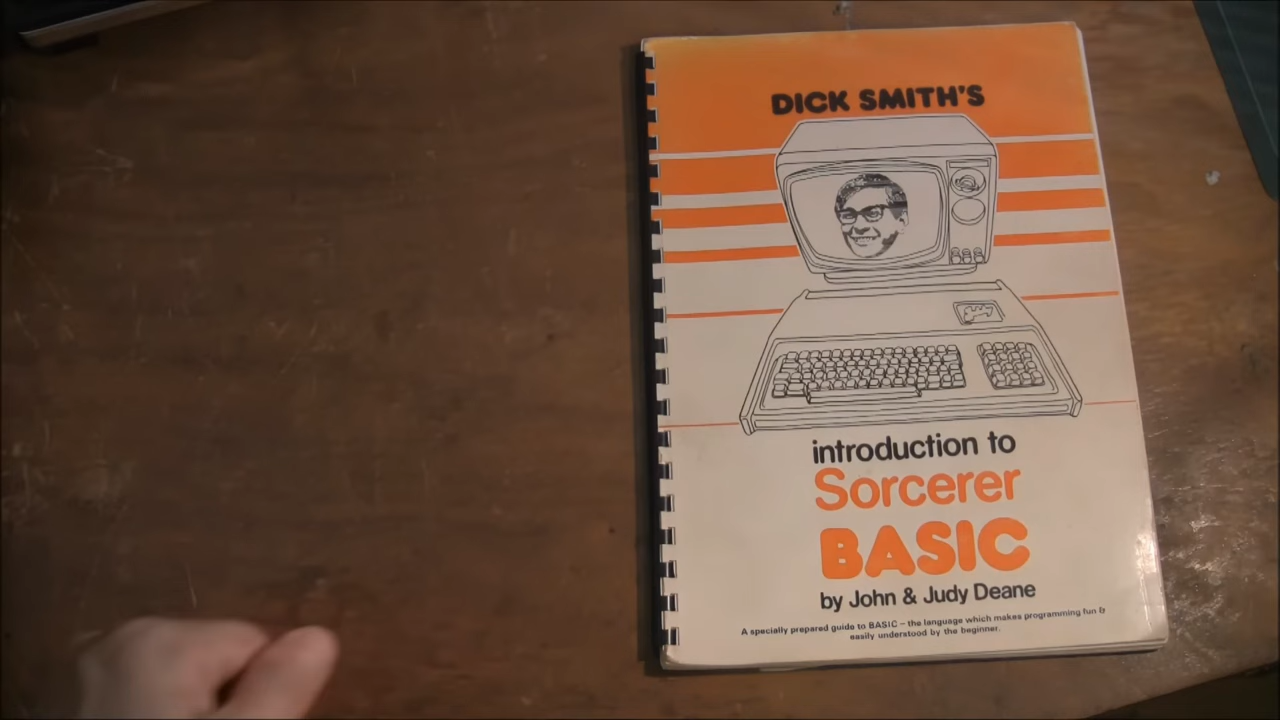 DICK SMITH'S
introduction to
Sorcerer
BASIC
by John & Judy Deane
A specially prepared guide to BASIC – the language which makes programming fun &
easily understood by the beginner.